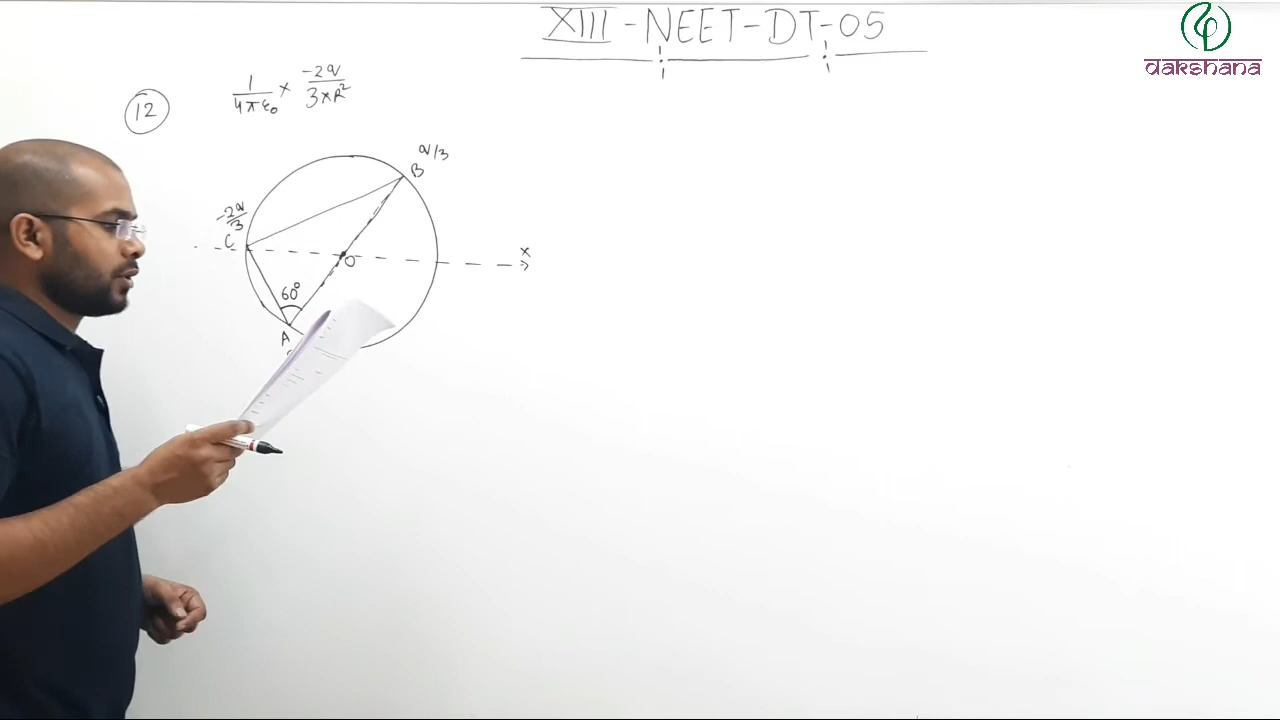 XIII - NEET - DT - 05
dakshana
12
1/4πε₀ × -2q/3×R²
q/3
B
-2q/3
C
O
x
60°
A